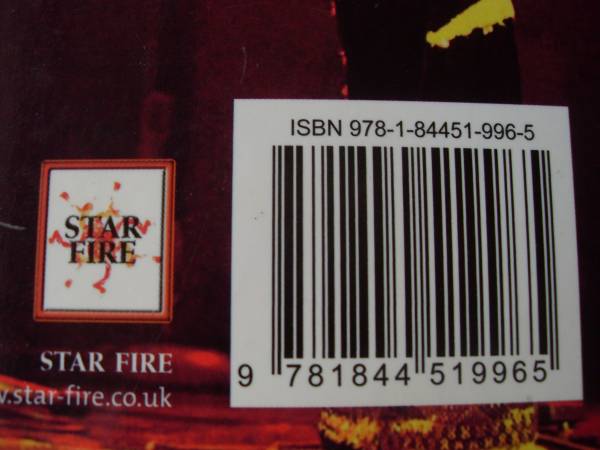 ISBN 978-1-84451-996-5
STAR
FIRE
STAR FIRE
w.star-fire.co.uk
9 781844 519965